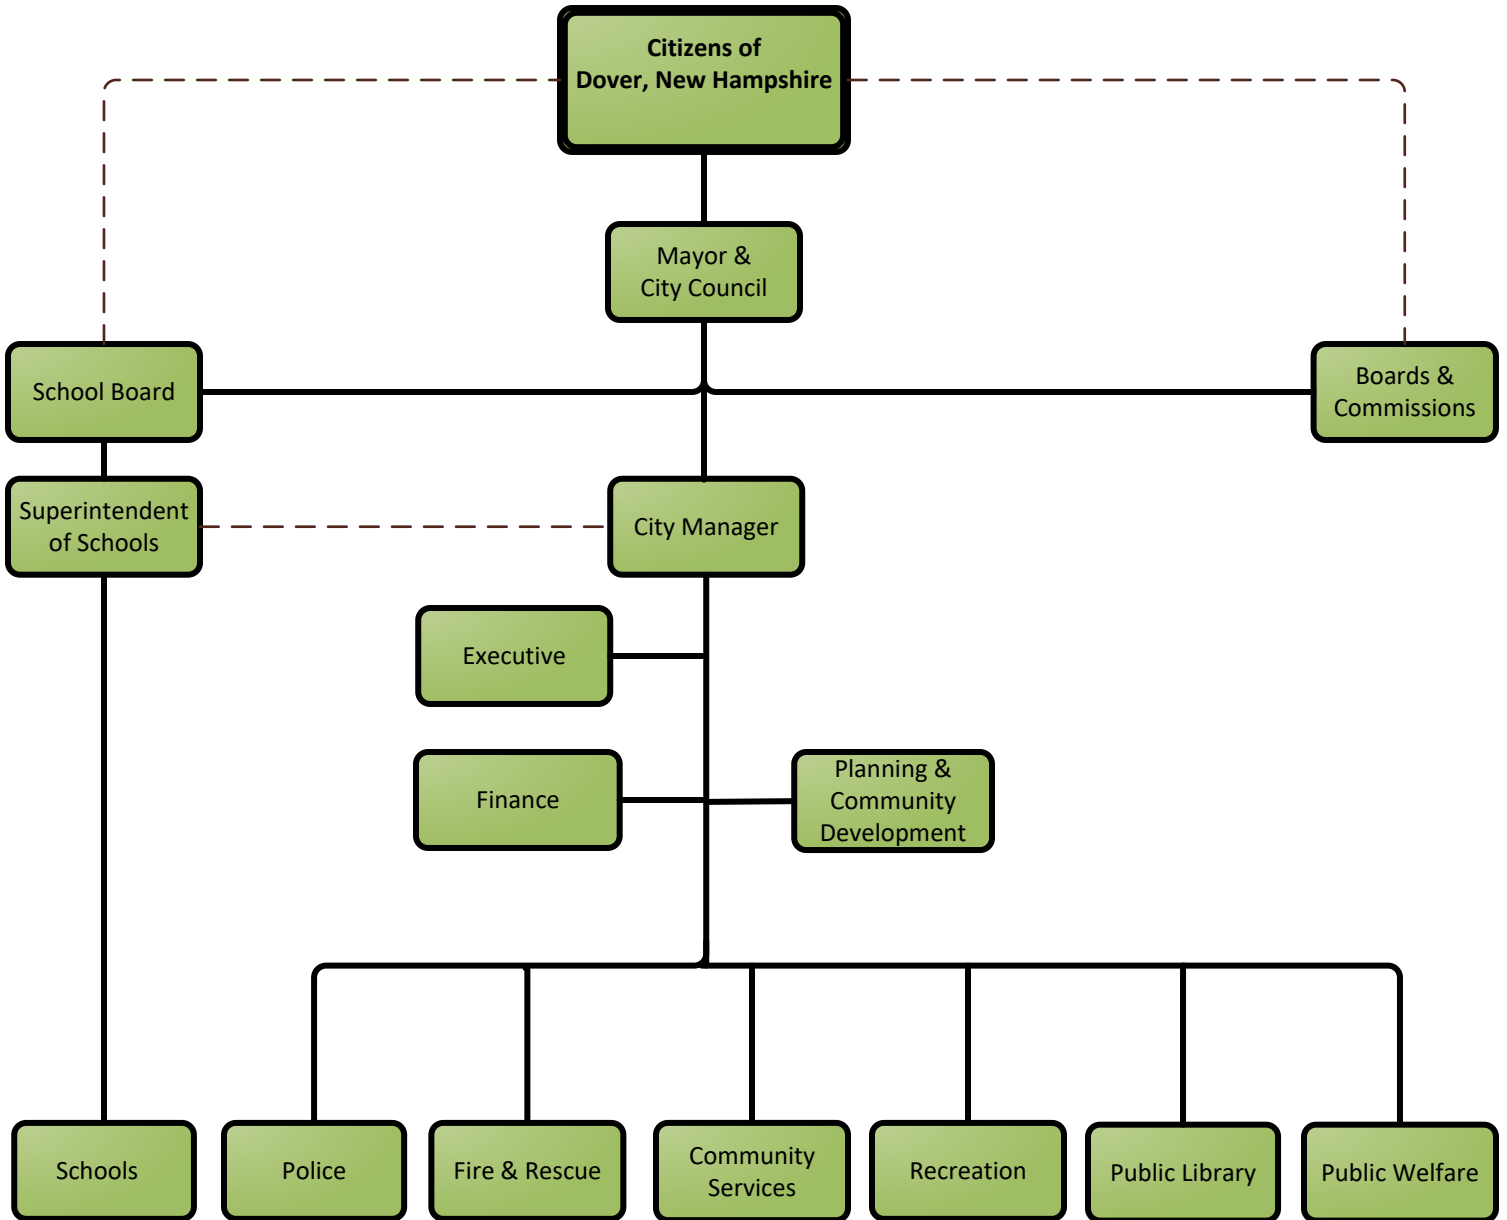 Citizens of
Dover, New Hampshire
Mayor &
City Council
School Board
Boards &
Commissions
Superintendent
of Schools
City Manager
Executive
Finance
Planning &
Community
Development
Schools
Police
Fire & Rescue
Community
Services
Recreation
Public Library
Public Welfare